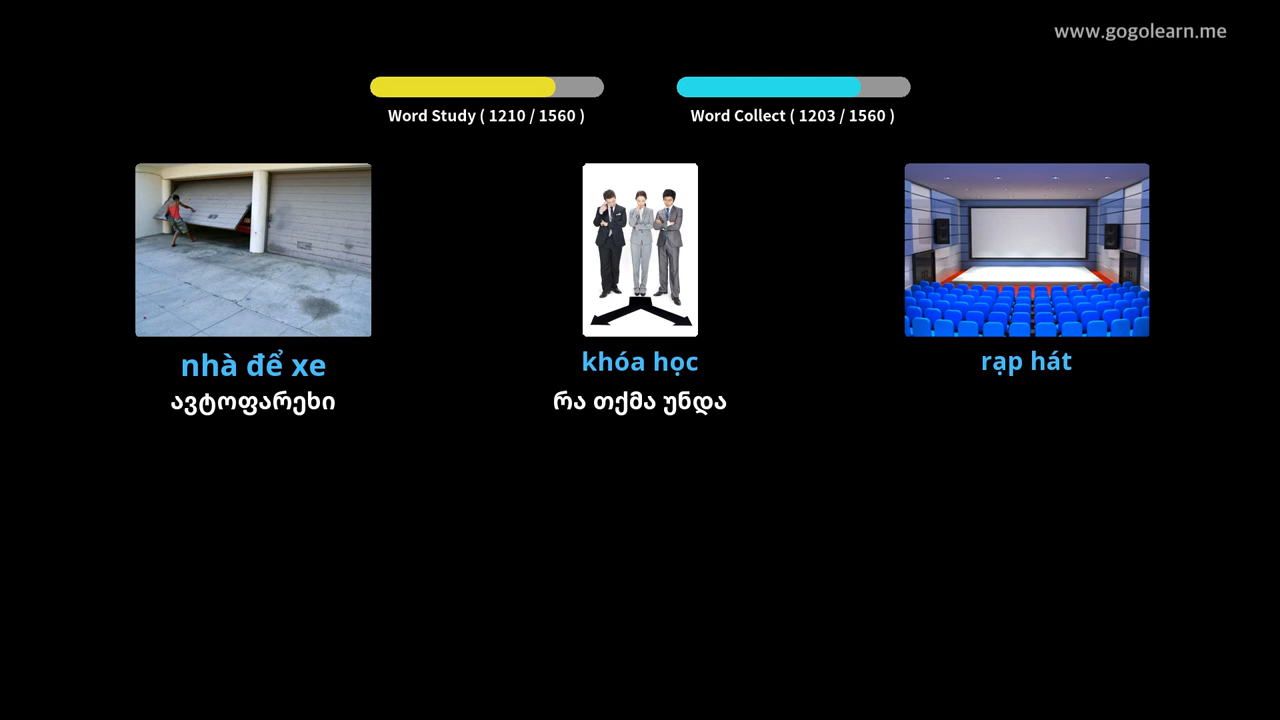 www.gogolearn.me
Word Study ( 1210 / 1560 )
Word Collect ( 1203 / 1560 )
nhà để xe
khóa học
rạp hát
ავტოფარეხი
რა თქმა უნდა